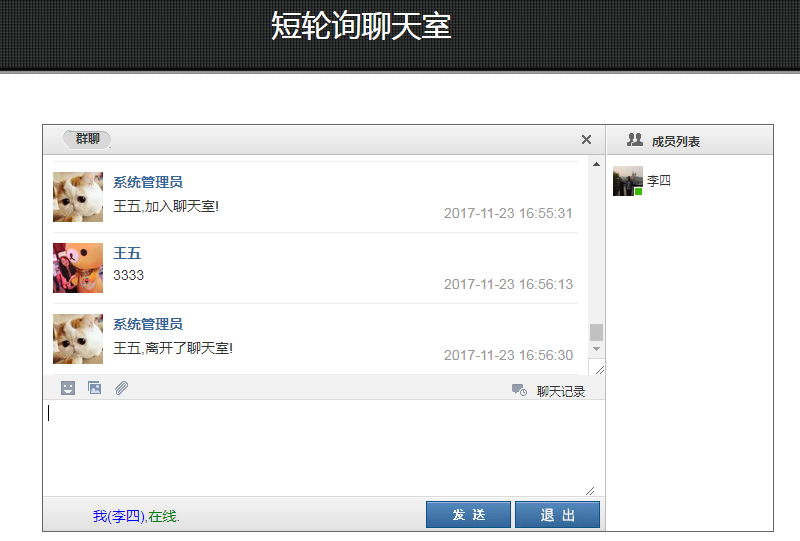 短轮询聊天室
群聊
成员列表
系统管理员
王五,加入聊天室!
2017-11-23 16:55:31
李四
王五
3333
2017-11-23 16:56:13
系统管理员
王五,离开了聊天室!
2017-11-23 16:56:30
聊天记录
我(李四),在线.
发 送
退 出